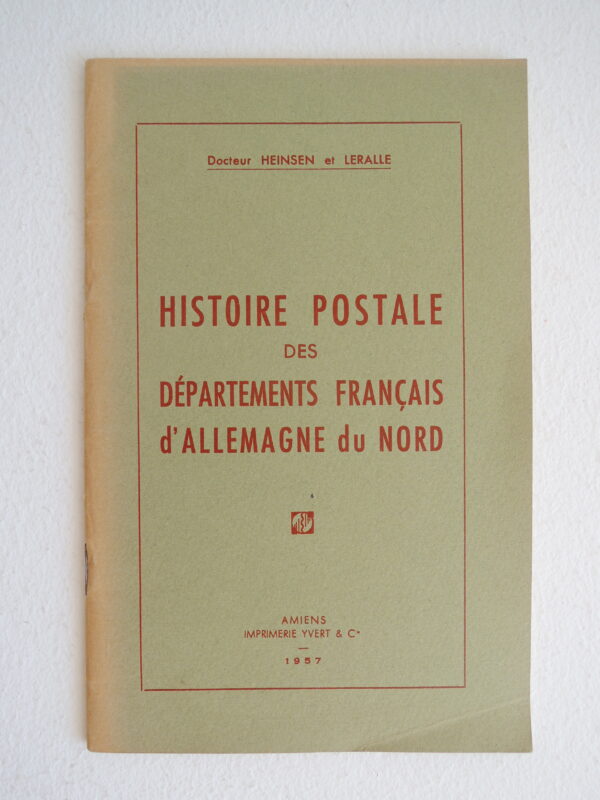 Docteur HEINSEN et LERALLE
HISTOIRE POSTALE
DES
DÉPARTEMENTS FRANÇAIS
d'ALLEMAGNE du NORD
AMIENS
IMPRIMERIE YVERT & Cie
1957